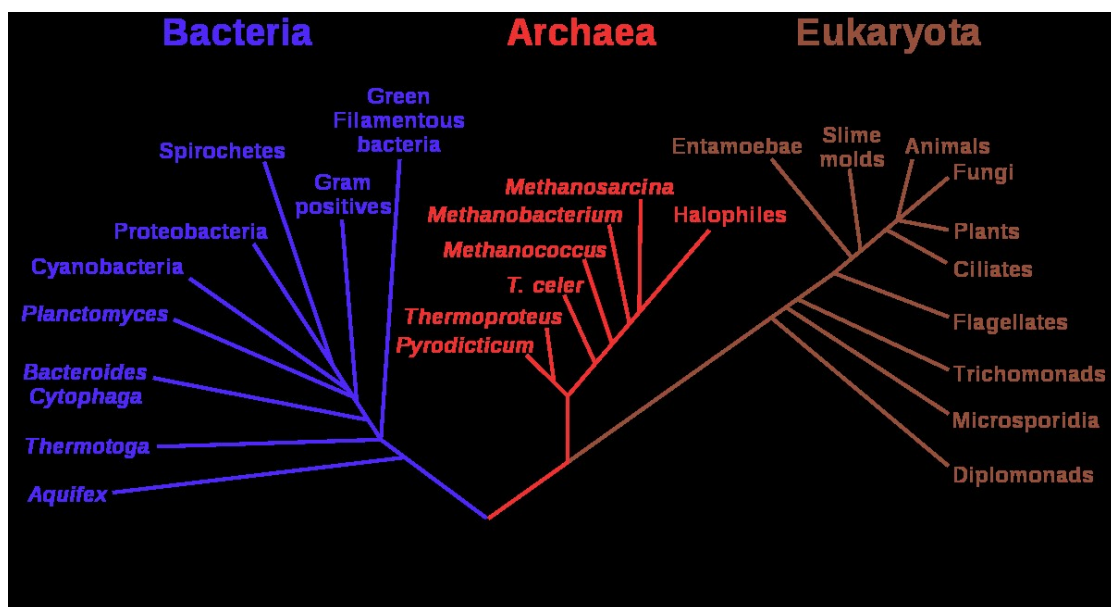 Bacteria
Archaea
Eukaryota
Green
Filamentous
bacteria
Spirochetes
Gram
positives
Proteobacteria
Cyanobacteria
Planctomyces
Bacteroides
Cytophaga
Thermotoga
Aquifex
Methanosarcina
Methanobacterium
Halophiles
Methanococcus
T. celer
Thermoproteus
Pyrodicticum
Entamoebae
Slime
molds
Animals
Fungi
Plants
Ciliates
Flagellates
Trichomonads
Microsporidia
Diplomonads